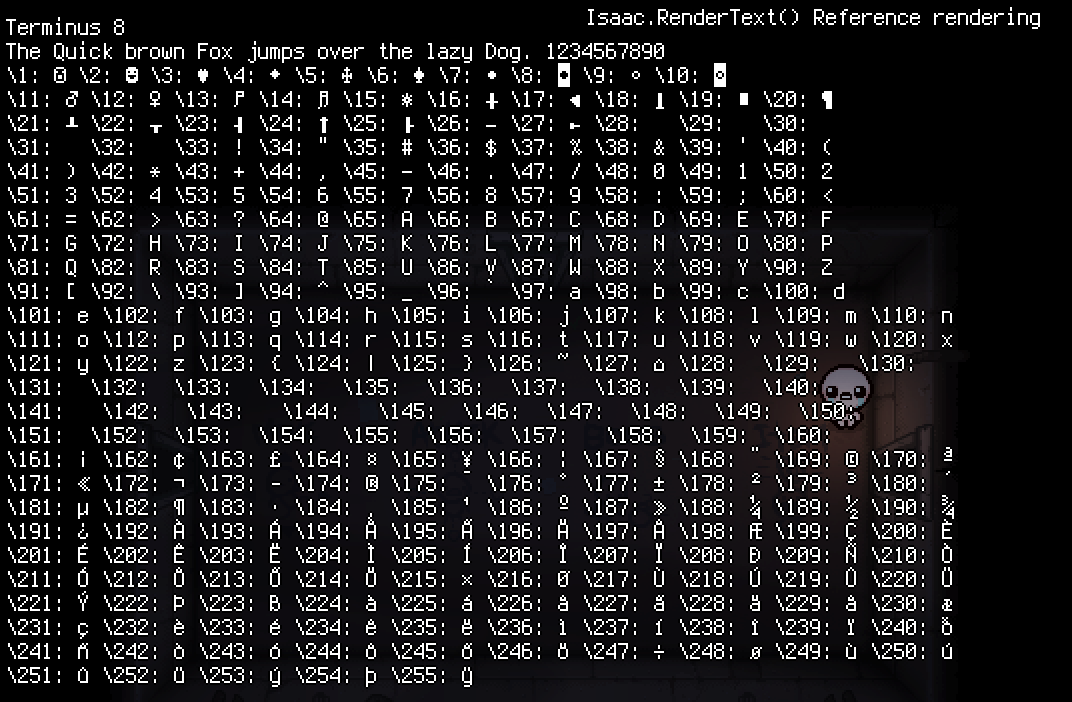 Isaac.RenderText() Reference rendering
Terminus 8
The Quick brown Fox jumps over the lazy Dog. 1234567890
\1: ☺ \2: ☻ \3: ♥ \4: ♦ \5: ♣ \6: ♠ \7: • \8: ◘ \9: ○ \10: ◙
\11: ♂ \12: ♀ \13: ♪ \14: ♫ \15: ☼ \16: \17: ◄ \18: \19: ■ \20: ¶
\21: ┴ \22: ┬ \23: ┤ \24: ↑ \25: ├ \26: – \27: ← \28: \29: \30:
\31: \32: \33: ! \34: " \35: # \36: $ \37: % \38: & \39: ' \40: (
\41: ) \42: * \43: + \44: , \45: - \46: . \47: / \48: 0 \49: 1 \50: 2
\51: 3 \52: 4 \53: 5 \54: 6 \55: 7 \56: 8 \57: 9 \58: : \59: ; \60: <
\61: = \62: > \63: ? \64: @ \65: A \66: B \67: C \68: D \69: E \70: F
\71: G \72: H \73: I \74: J \75: K \76: L \77: M \78: N \79: O \80: P
\81: Q \82: R \83: S \84: T \85: U \86: V \87: W \88: X \89: Y \90: Z
\91: [ \92: \ \93: ] \94: ^ \95: _ \96: ` \97: a \98: b \99: c \100: d
\101: e \102: f \103: g \104: h \105: i \106: j \107: k \108: l \109: m \110: n
\111: o \112: p \113: q \114: r \115: s \116: t \117: u \118: v \119: w \120: x
\121: y \122: z \123: { \124: | \125: } \126: ~ \127: ⌂ \128: \129: \130:
\131: \132: \133: \134: \135: \136: \137: \138: \139: \140:
\141: \142: \143: \144: \145: \146: \147: \148: \149: \150:
\151: \152: \153: \154: \155: \156: \157: \158: \159: \160:
\161: ¡ \162: ¢ \163: £ \164: ¤ \165: ¥ \166: ¦ \167: § \168: ¨ \169: © \170: ª
\171: « \172: ¬ \173: - \174: ® \175: ¯ \176: ° \177: ± \178: ² \179: ³ \180: ´
\181: µ \182: ¶ \183: · \184: ¸ \185: ¹ \186: º \187: » \188: ¼ \189: ½ \190: ¾
\191: ¿ \192: À \193: Á \194: Â \195: Ã \196: Ä \197: Å \198: Æ \199: Ç \200: È
\201: É \202: Ê \203: Ë \204: Ì \205: Í \206: Î \207: Ï \208: Ð \209: Ñ \210: Ò
\211: Ó \212: Ô \213: Õ \214: Ö \215: × \216: Ø \217: Ù \218: Ú \219: Û \220: Ü
\221: Ý \222: Þ \223: ß \224: à \225: á \226: â \227: ã \228: ä \229: å \230: æ
\231: ç \232: è \233: é \234: ê \235: ë \236: ì \237: í \238: î \239: ï \240: ð
\241: ñ \242: ò \243: ó \244: ô \245: õ \246: ö \247: ÷ \248: ø \249: ù \250: ú
\251: û \252: ü \253: ý \254: þ \255: ÿ